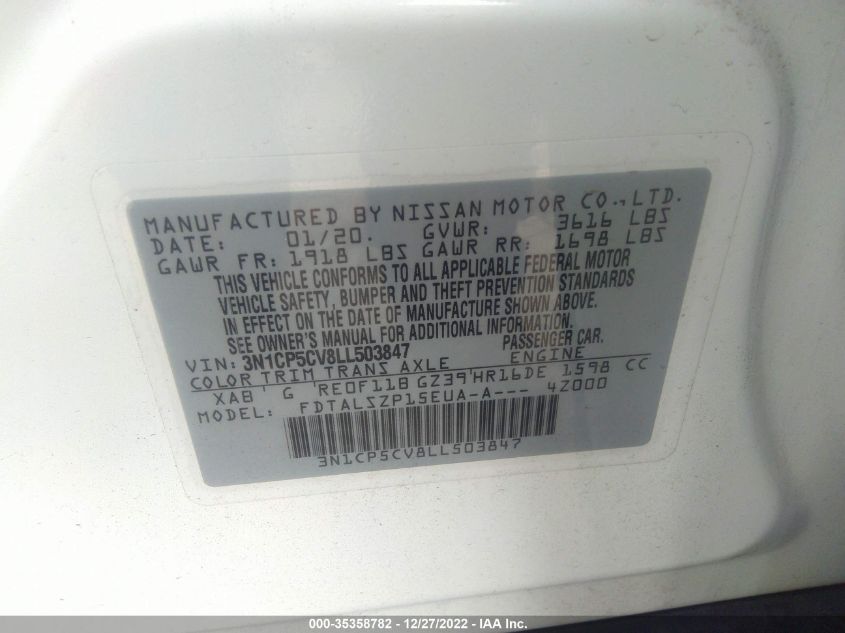 MANUFACTURED BY NISSAN MOTOR CO.,LTD.
DATE: 01/20. GVWR: 3616 LBS
GAWR FR: 1918 LBS GAWR RR: 1698 LBS
THIS VEHICLE CONFORMS TO ALL APPLICABLE FEDERAL MOTOR
VEHICLE SAFETY, BUMPER AND THEFT PREVENTION STANDARDS
IN EFFECT ON THE DATE OF MANUFACTURE SHOWN ABOVE.
SEE OWNER'S MANUAL FOR ADDITIONAL INFORMATION.
VIN: 3N1CP5CV8LL503847 PASSENGER CAR.
COLOR TRIM TRANS AXLE ENGINE
XAB G RE0F11B GZ39 HR16DE 1598 CC
MODEL: FDTALSZP15EUA-A--- 4Z000
3N1CP5CV8LL503847
000-35358782 - 12/27/2022 - IAA Inc.